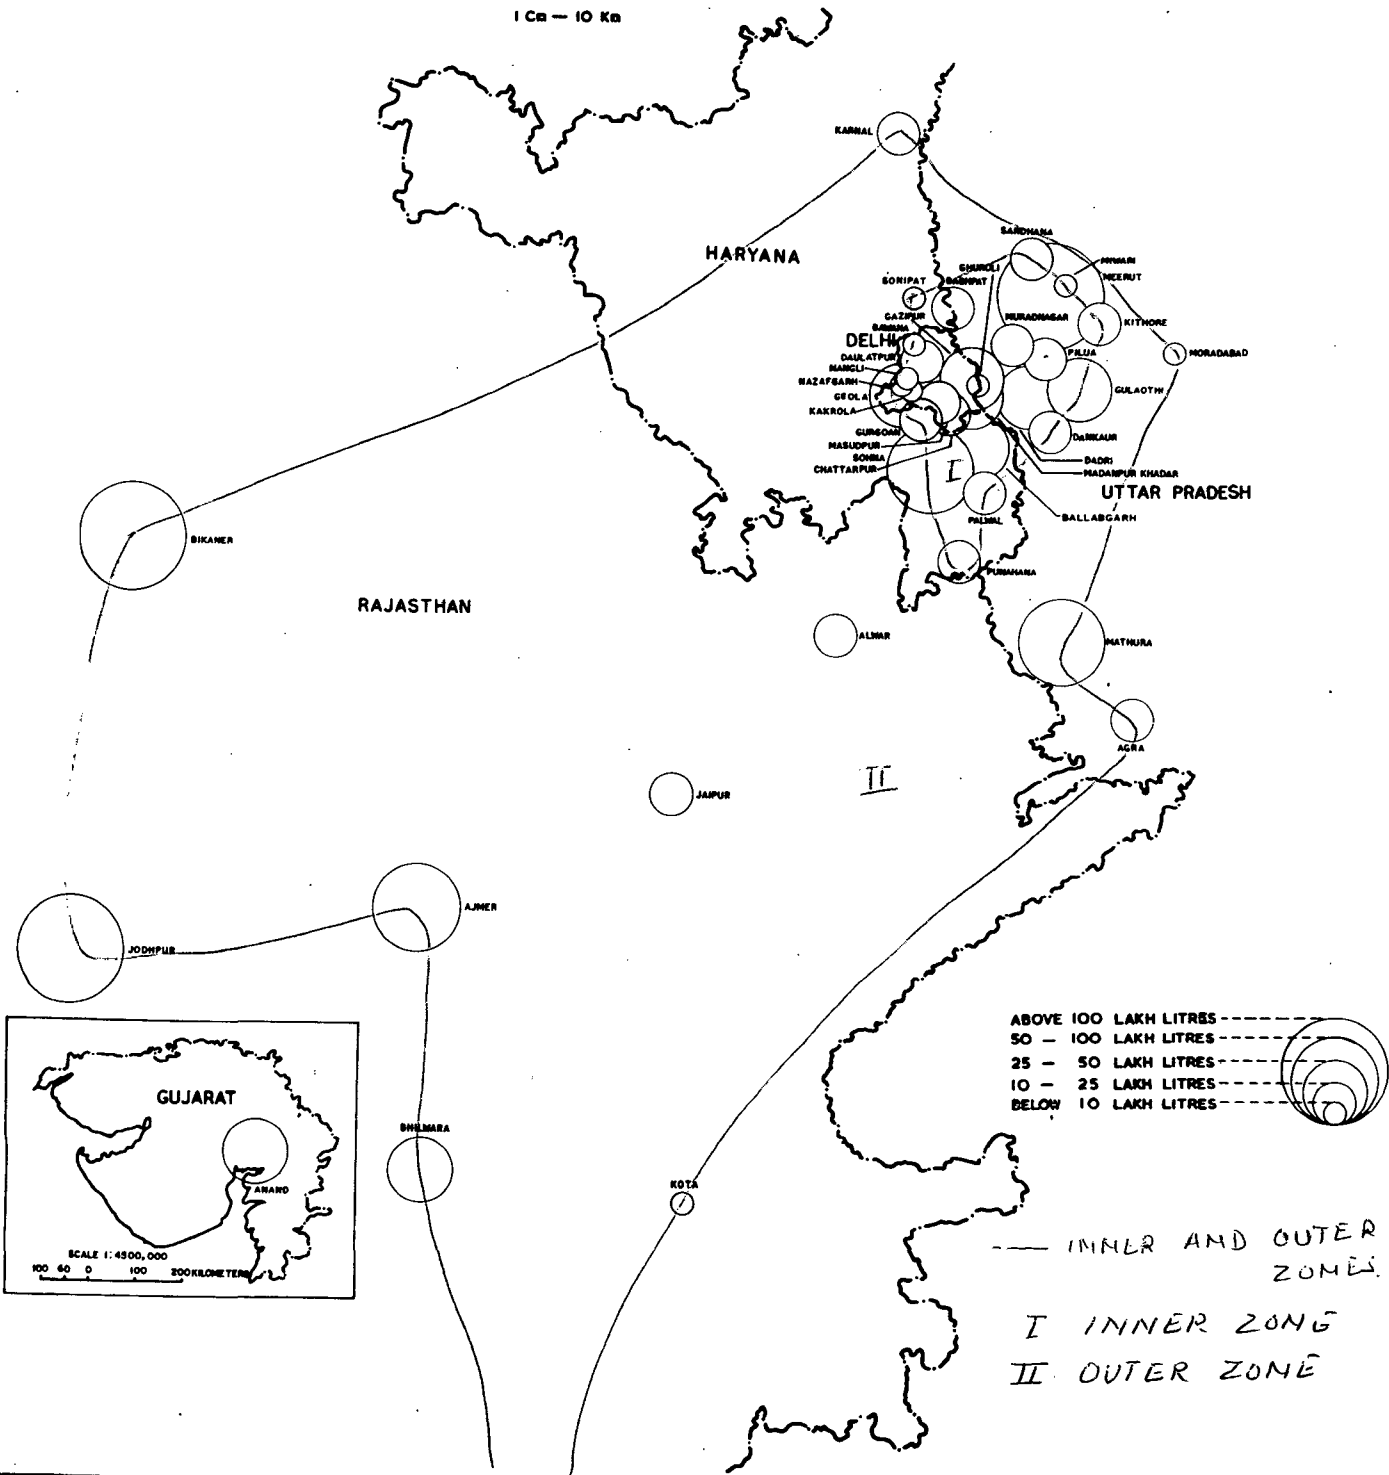 1 Cm — 10 Km
KARNAL
SARDHANA
HARYANA
GHUROLI
MEERUT
SONIPAT
BAGHPAT
GAZIPUR
MURADNAGAR
KITHORE
BAWANA
DELHI
DAULATPUR
PILUA
MORADABAD
NANGLI
NAZAFGARH
GEOLA
GULAOTHI
KAKROLA
GURGOAN
DANKAUR
MASUDPUR
SOHNA
DADRI
CHATTARPUR
I
MADANPUR KHADAR
UTTAR PRADESH
PALWAL
BALLABGARH
BIKANER
PUNAHANA
RAJASTHAN
ALWAR
MATHURA
AGRA
II
JAIPUR
AJMER
JODHPUR
ABOVE 100 LAKH LITRES
50 — 100 LAKH LITRES
25 — 50 LAKH LITRES
10 — 25 LAKH LITRES
BELOW 10 LAKH LITRES
GUJARAT
ANAND
SCALE 1:4500,000
100 60 0 100 200 KILOMETERS
BHILWARA
KOTA
INNER AND OUTER
ZONES.
I INNER ZONE
II OUTER ZONE